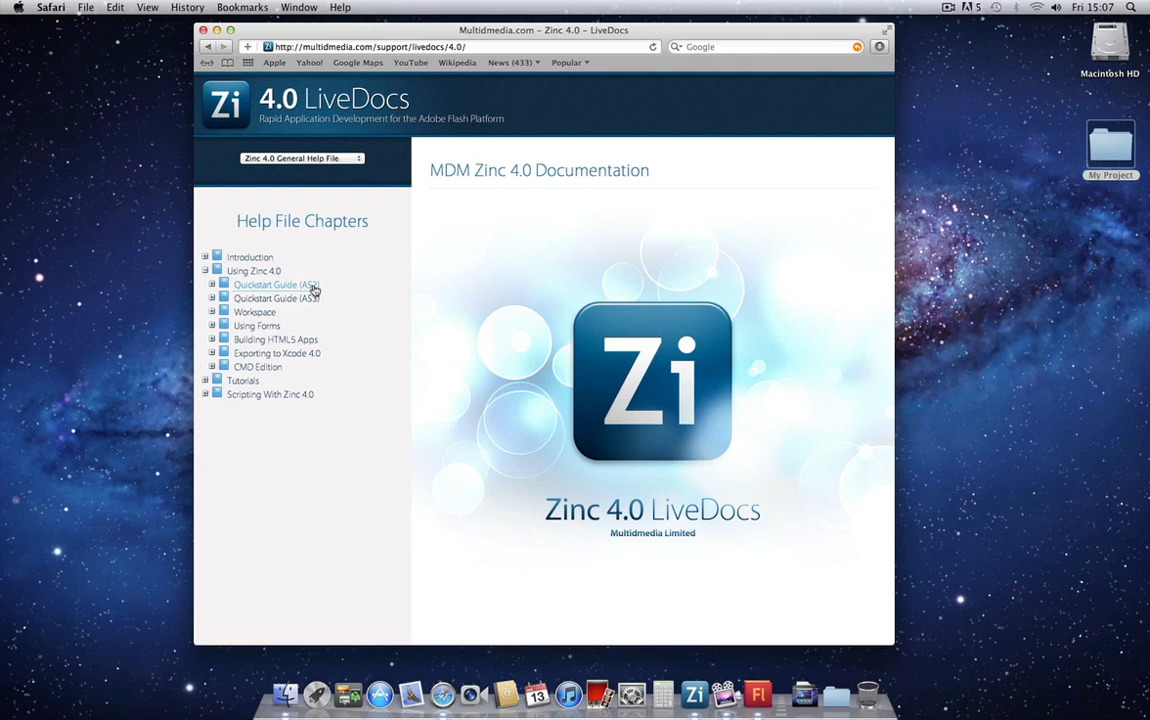 Safari File Edit View History Bookmarks Window Help
5 Fri 15:07
Multidmedia.com – Zinc 4.0 – LiveDocs
http://multidmedia.com/support/livedocs/4.0/
Google
Apple Yahoo! Google Maps YouTube Wikipedia News (433) Popular
Macintosh HD
My Project
Zi
4.0 LiveDocs
Rapid Application Development for the Adobe Flash Platform
Zinc 4.0 General Help File
Help File Chapters
Introduction
Using Zinc 4.0
Quickstart Guide
Quickstart Guide
Workspace
Using Forms
Building HTML5 Apps
Exporting to Xcode 4.0
CMD Edition
Tutorials
Scripting With Zinc 4.0
MDM Zinc 4.0 Documentation
Zi
Zinc 4.0 LiveDocs
Multidmedia Limited
13
Zi
Fl